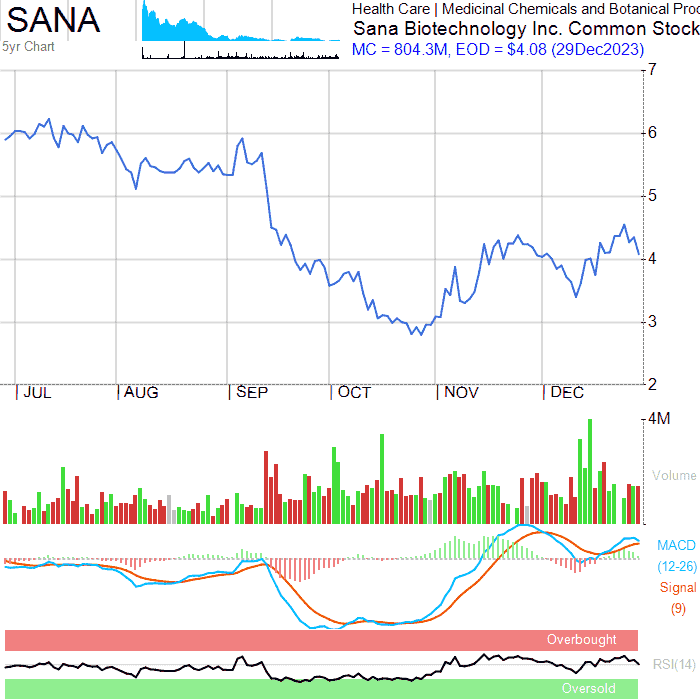 SANA
5yr Chart
Health Care | Medicinal Chemicals and Botanical Proc
Sana Biotechnology Inc. Common Stock
MC = 804.3M, EOD = $4.08 (29Dec2023)
7
6
5
4
3
2
JUL AUG SEP OCT NOV DEC
4M
Volume
MACD
(12-26)
Signal
(9)
Overbought
RSI(14)
Oversold